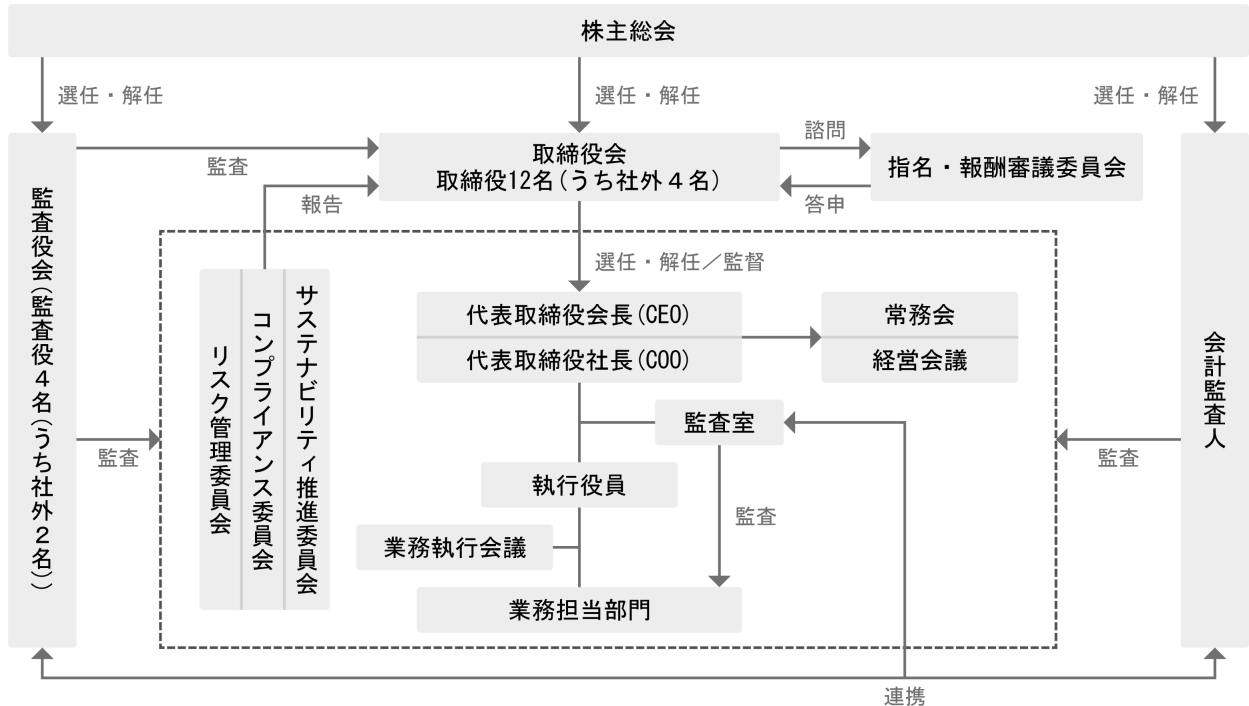 株主総会
選任・解任
選任・解任
選任・解任
監査
取締役会
取締役12名(うち社外４名)
諮問
答申
指名・報酬審議委員会
報告
監査役会(監査役４名(うち社外２名))
選任・解任／監督
サステナビリティ推進委員会
コンプライアンス委員会
リスク管理委員会
代表取締役会長(CEO)
代表取締役社長(COO)
常務会
経営会議
会計監査人
監査室
監査
監査
執行役員
監査
業務執行会議
業務担当部門
連携